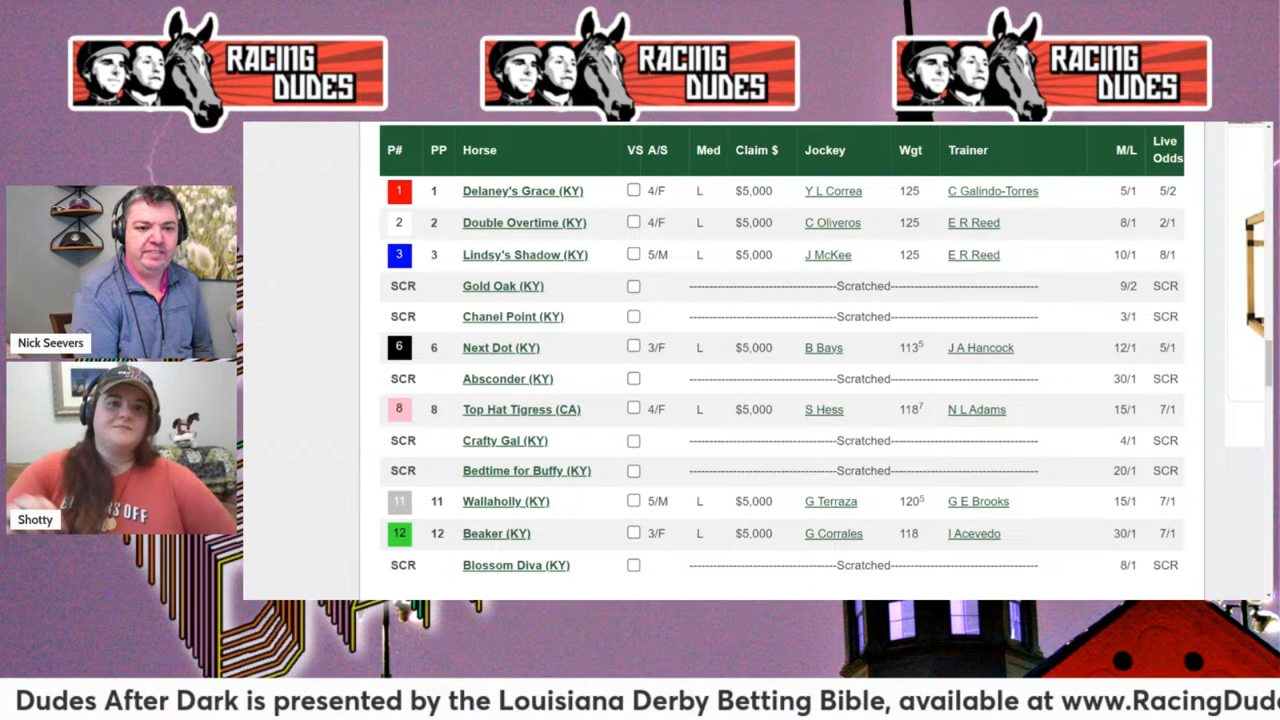 RACING
DUDES
RACING
DUDES
RACING
DUDES
P# PP Horse VS A/S Med Claim $ Jockey Wgt Trainer M/L Live Odds
1 1 Delaney's Grace (KY) 4/F L $5,000 Y L Correa 125 C Galindo-Torres 5/1 5/2
2 2 Double Overtime (KY) 4/F L $5,000 C Oliveros 125 E R Reed 8/1 2/1
3 3 Lindsy's Shadow (KY) 5/M L $5,000 J McKee 125 E R Reed 10/1 8/1
SCR Gold Oak (KY) ------Scratched------ 9/2 SCR
SCR Chanel Point (KY) ------Scratched------ 3/1 SCR
6 6 Next Dot (KY) 3/F L $5,000 B Bays 113⁵ J A Hancock 12/1 5/1
SCR Absconder (KY) ------Scratched------ 30/1 SCR
8 8 Top Hat Tigress (CA) 4/F L $5,000 S Hess 118⁷ N L Adams 15/1 7/1
SCR Crafty Gal (KY) ------Scratched------ 4/1 SCR
SCR Bedtime for Buffy (KY) ------Scratched------ 20/1 SCR
11 11 Wallaholly (KY) 5/M L $5,000 G Terraza 120⁵ G E Brooks 15/1 7/1
12 12 Beaker (KY) 3/F L $5,000 G Corrales 118 I Acevedo 30/1 7/1
SCR Blossom Diva (KY) ------Scratched------ 8/1 SCR
Nick Seevers
OFF
Shotty
Dudes After Dark is presented by the Louisiana Derby Betting Bible, available at www.RacingDud